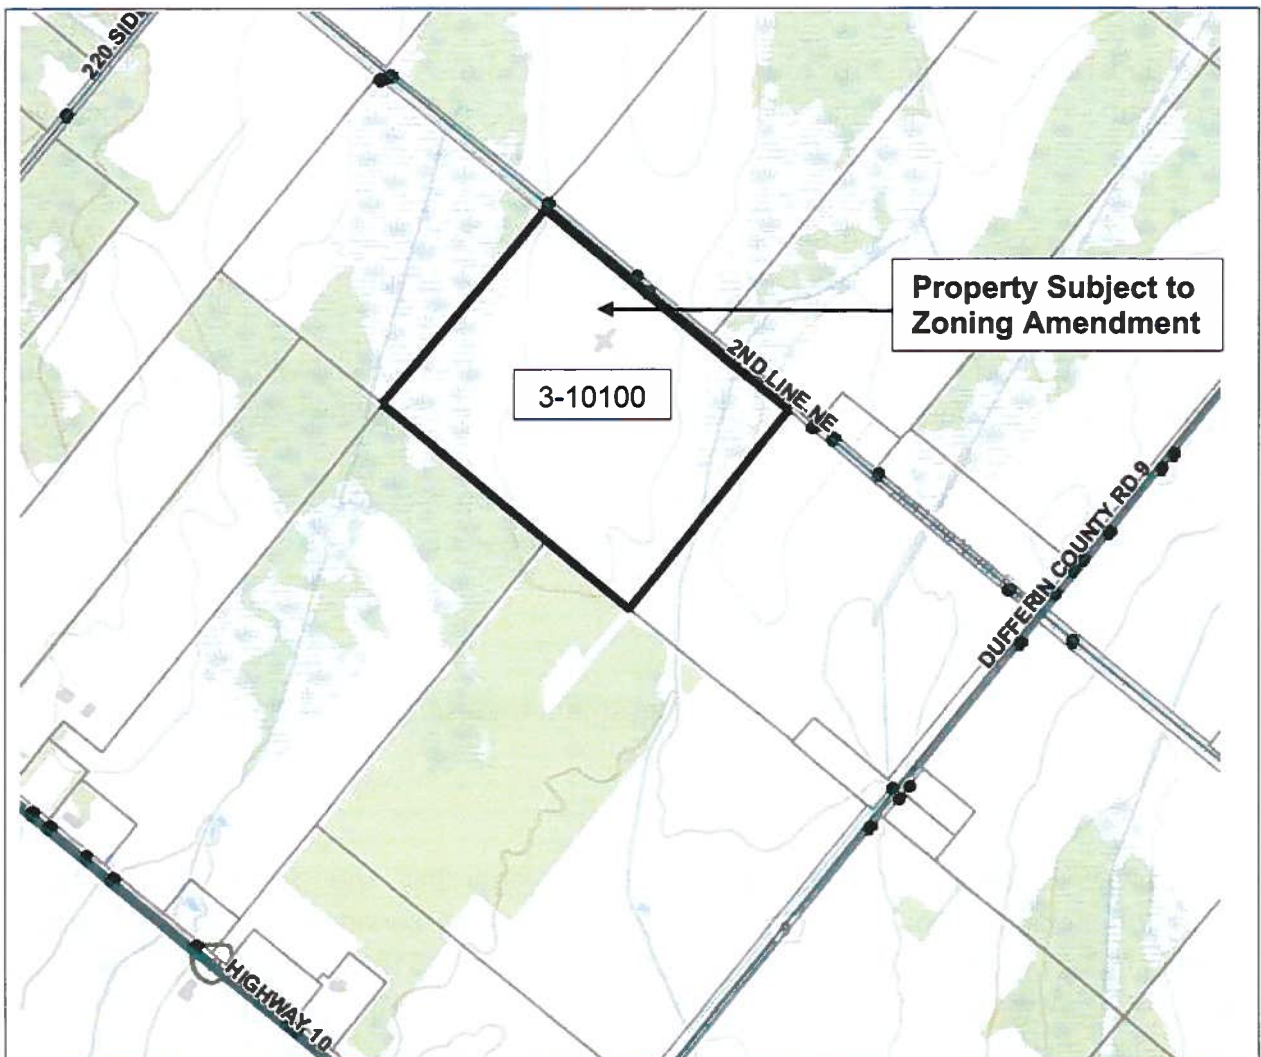 220 SID
Property Subject to
Zoning Amendment
2ND LINE NE
3-10100
DUFFERIN COUNTY RD 9
HIGHWAY 10